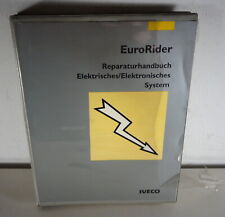 EuroRider
Reparaturhandbuch
Elektrisches/Elektronisches
System
IVECO